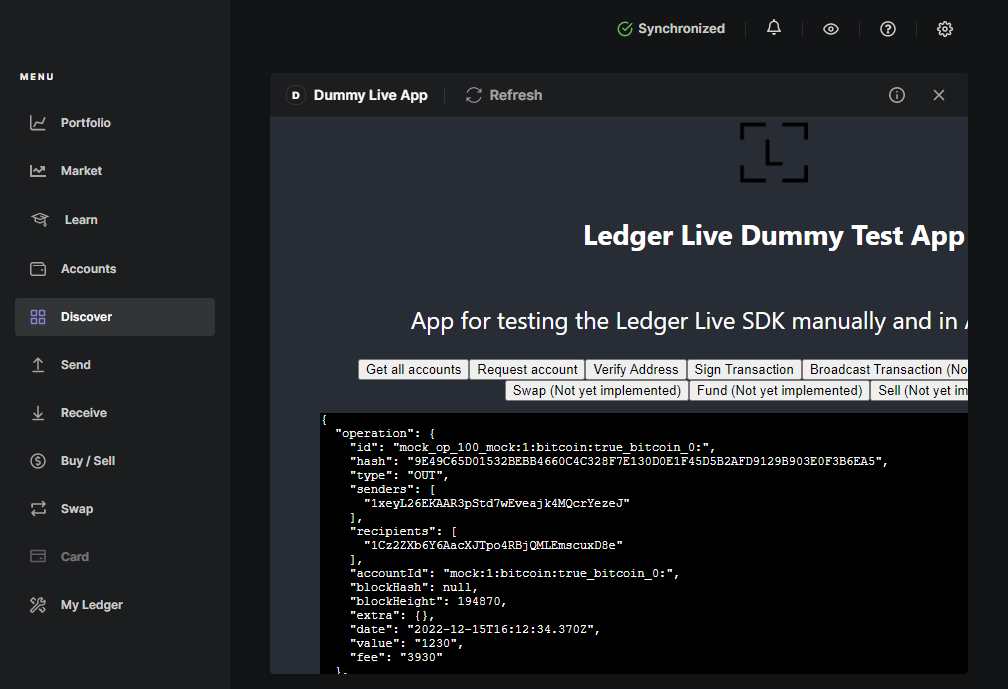 Synchronized
MENU
Portfolio
Market
Learn
Accounts
Discover
Send
Receive
Buy / Sell
Swap
Card
My Ledger
D Dummy Live App Refresh
L
Ledger Live Dummy Test App
App for testing the Ledger Live SDK manually and in
Get all accounts Request account Verify Address Sign Transaction Broadcast Transaction (No
Swap (Not yet implemented) Fund (Not yet implemented) Sell (Not yet im
{
"operation": {
"id": "mock_op_100_mock:1:bitcoin:true_bitcoin_0:",
"hash": "9E49C65D01532BEBB4660C4C328F7E130D0E1F45D5B2AFD9129B903E0F3B6EA5",
"type": "OUT",
"senders": [
"1xeyL26EKAAR3pStd7wEveajk4MQcrYezeJ"
],
"recipients": [
"1Cz2ZXb6Y6AacXJTpo4RBjQMLEmscuxD8e"
],
"accountId": "mock:1:bitcoin:true_bitcoin_0:",
"blockHash": null,
"blockHeight": 194870,
"extra": {},
"date": "2022-12-15T16:12:34.370Z",
"value": "1230",
"fee": "3930"
},